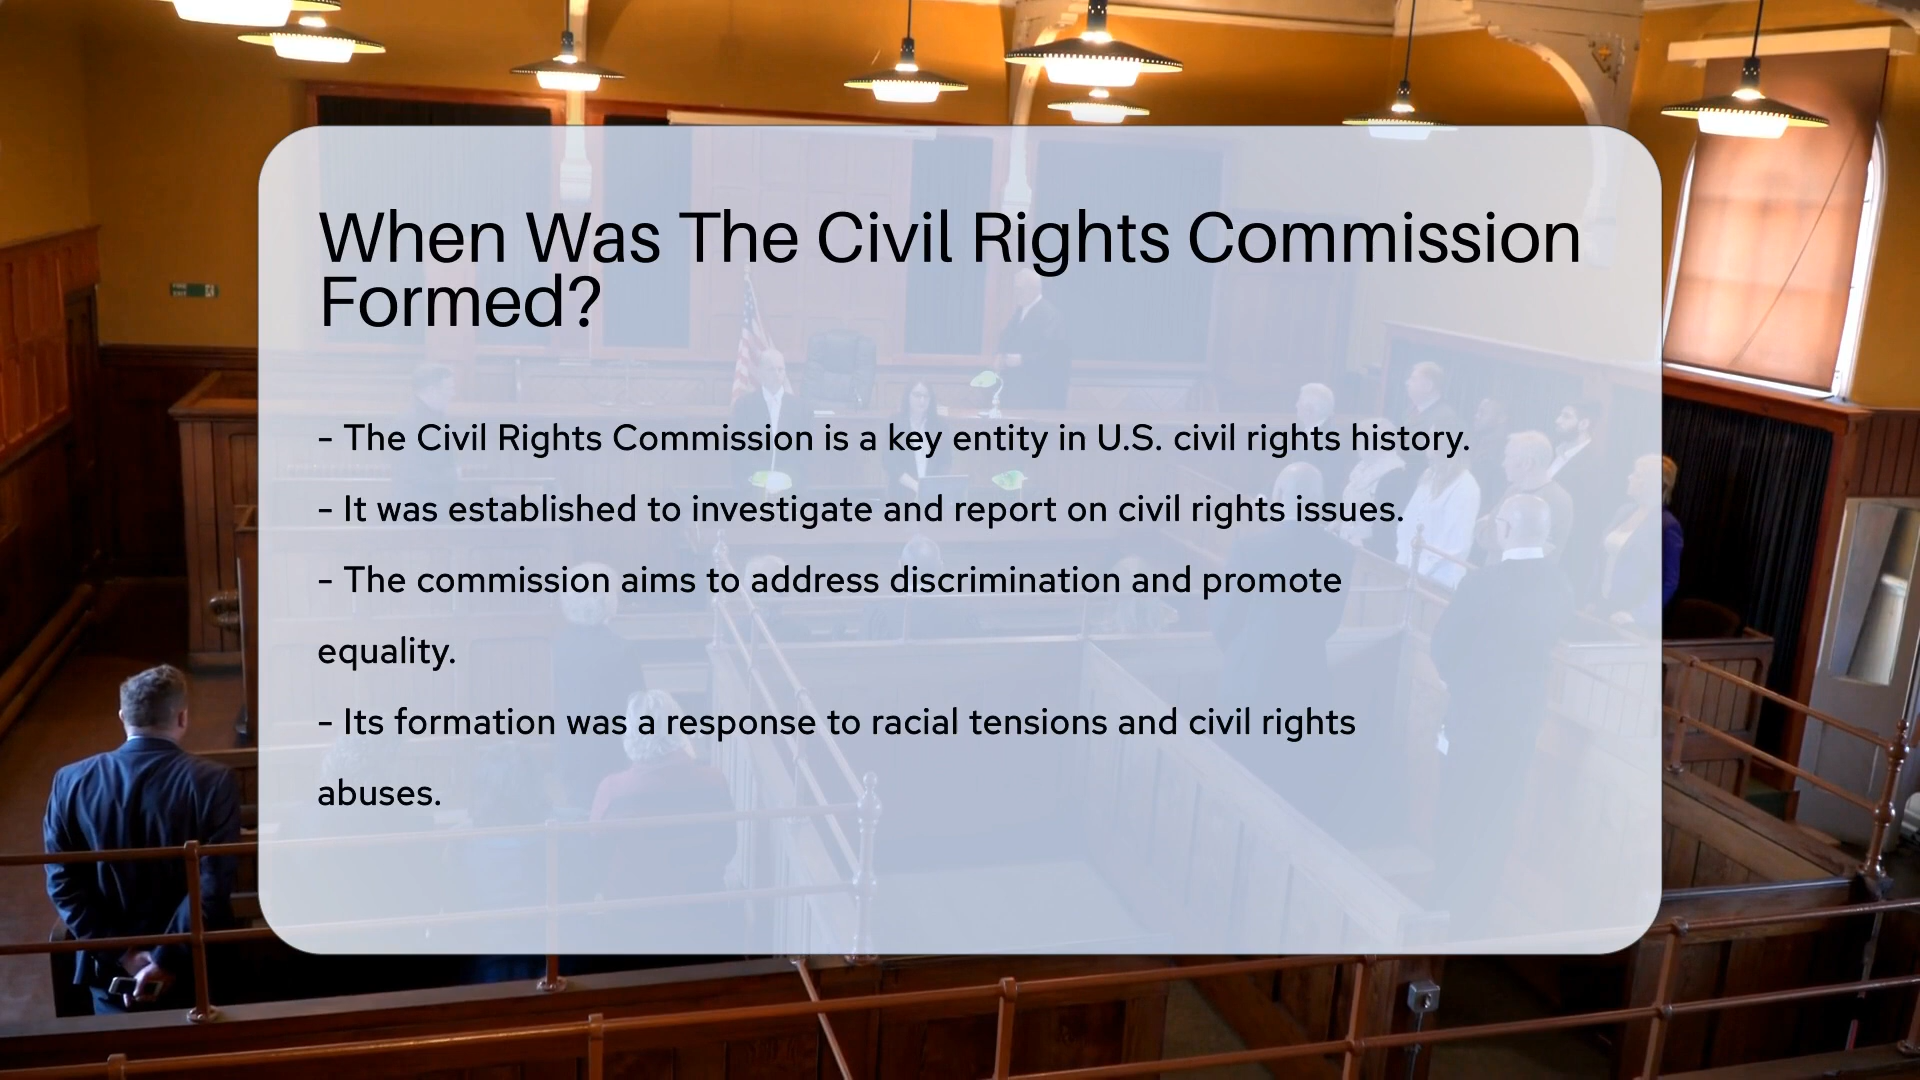 When Was The Civil Rights Commission
Formed?
- The Civil Rights Commission is a key entity in U.S. civil rights history.
- It was established to investigate and report on civil rights issues.
- The commission aims to address discrimination and promote
equality.
- Its formation was a response to racial tensions and civil rights
abuses.